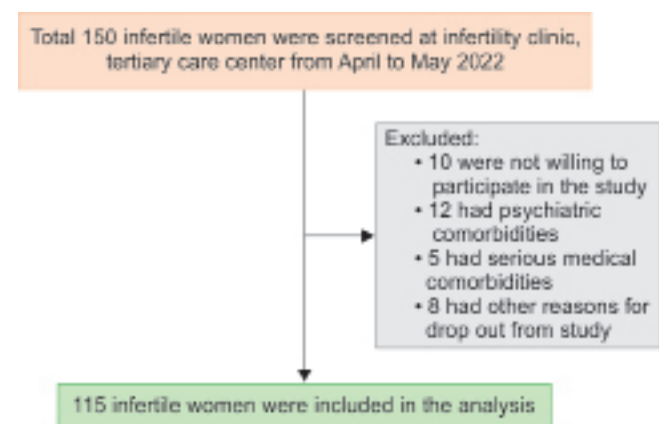 Total 150 infertile women were screened at infertility clinic,
tertiary care center from April to May 2022
Excluded:
• 10 were not willing to
participate in the study
• 12 had psychiatric
comorbidities
• 5 had serious medical
comorbidities
• 8 had other reasons for
drop out from study
115 infertile women were included in the analysis